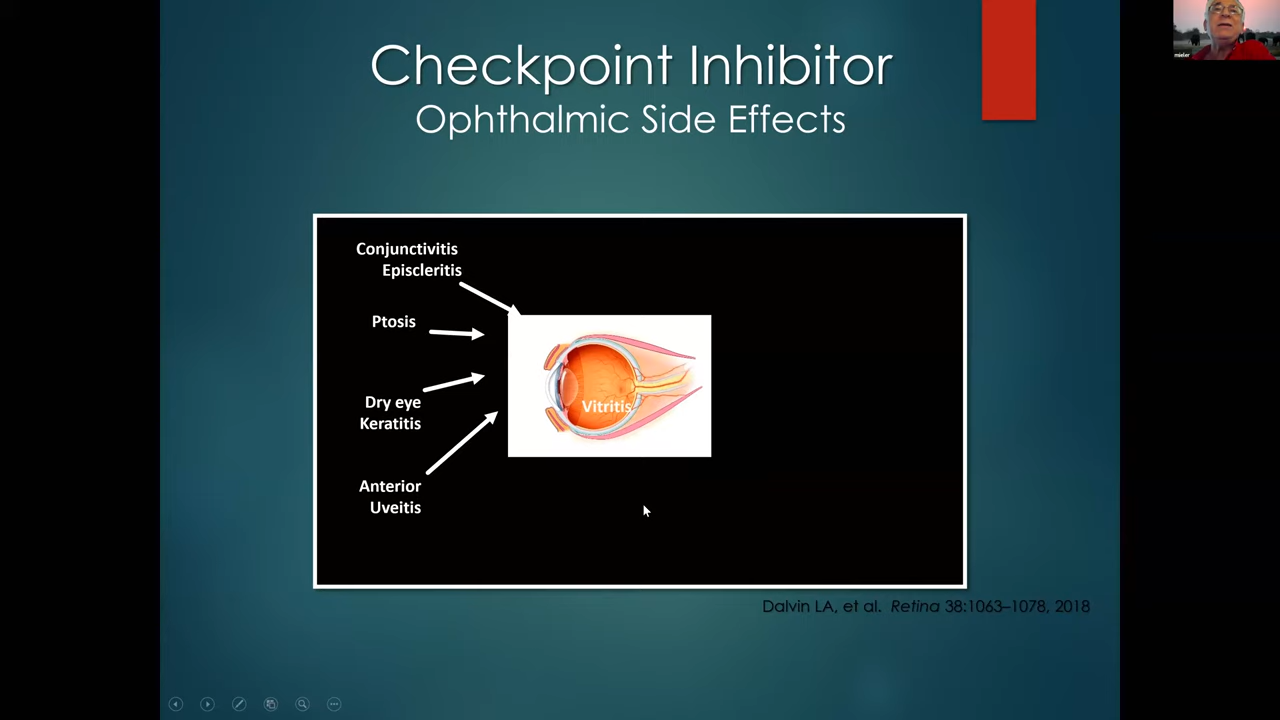 Checkpoint Inhibitor
Ophthalmic Side Effects
Conjunctivitis
Episcleritis
Ptosis
Dry eye
Keratitis
Anterior
Uveitis
Vitritis
Dalvin LA, et al. Retina 38:1063–1078, 2018
mieler